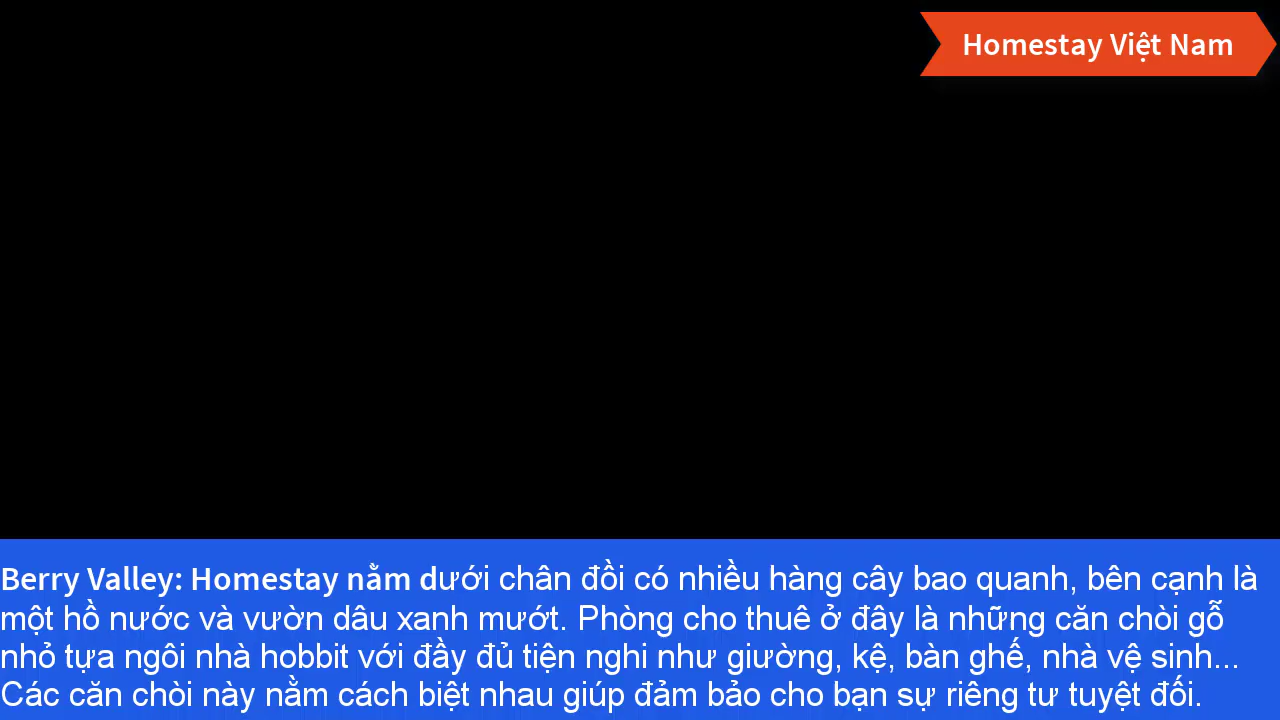 Homestay Việt Nam
Berry Valley: Homestay nằm dưới chân đồi có nhiều hàng cây bao quanh, bên cạnh là
một hồ nước và vườn dâu xanh mướt. Phòng cho thuê ở đây là những căn chòi gỗ
nhỏ tựa ngôi nhà hobbit với đầy đủ tiện nghi như giường, kệ, bàn ghế, nhà vệ sinh...
Các căn chòi này nằm cách biệt nhau giúp đảm bảo cho bạn sự riêng tư tuyệt đối.